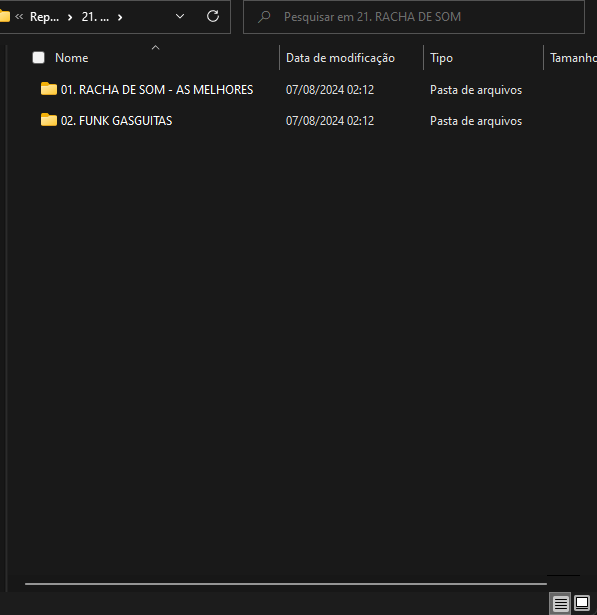 « Rep... › 21. ... ›
Pesquisar em 21. RACHA DE SOM
Nome Data de modificação Tipo Tamanho
01. RACHA DE SOM - AS MELHORES 07/08/2024 02:12 Pasta de arquivos
02. FUNK GASGUITAS 07/08/2024 02:12 Pasta de arquivos